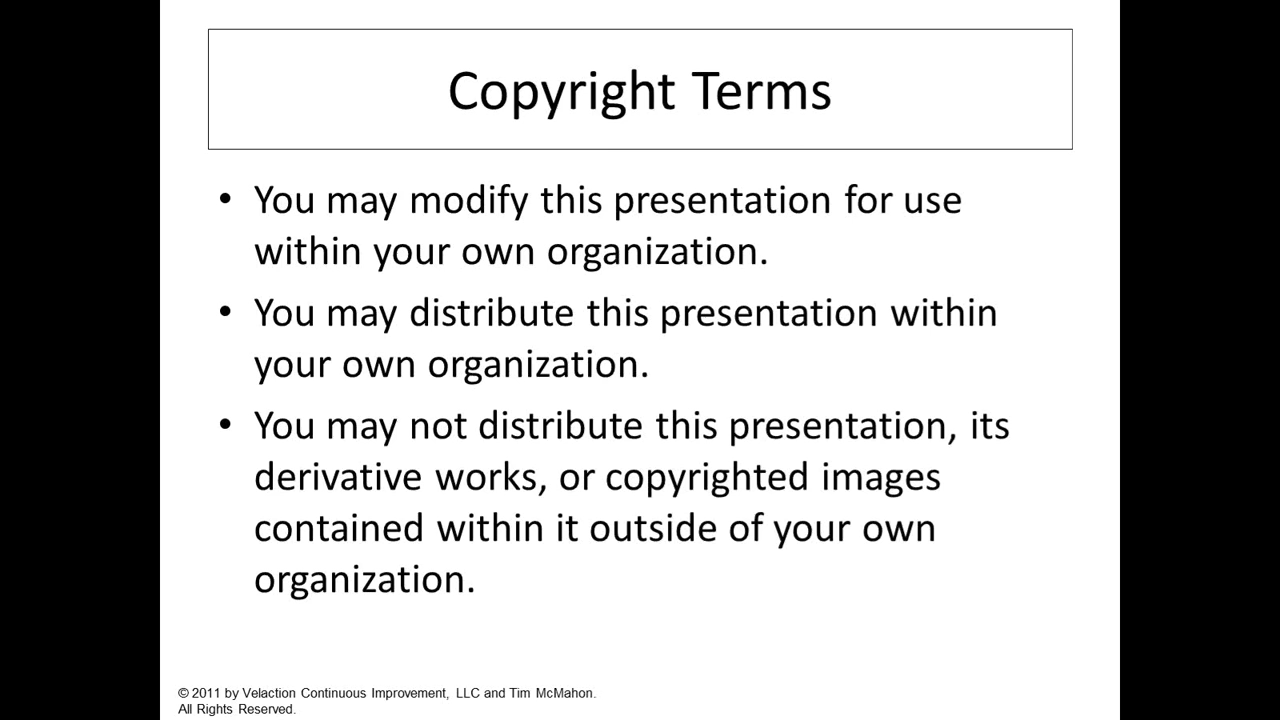 Copyright Terms
• You may modify this presentation for use
within your own organization.
• You may distribute this presentation within
your own organization.
• You may not distribute this presentation, its
derivative works, or copyrighted images
contained within it outside of your own
organization.
© 2011 by Velaction Continuous Improvement, LLC and Tim McMahon.
All Rights Reserved.